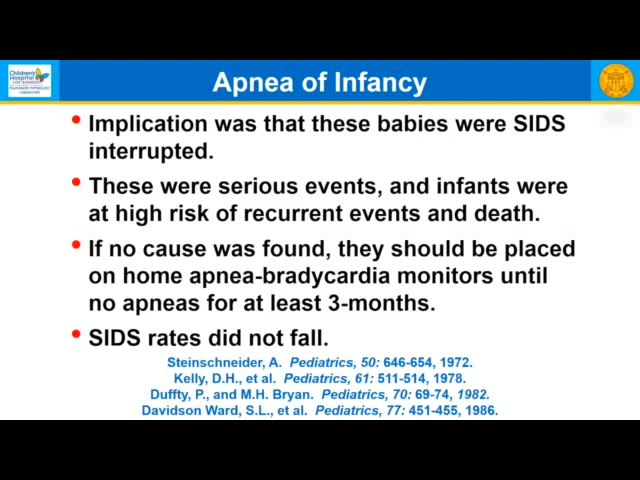 Children's
Hospital
LOS ANGELES
Apnea of Infancy
• Implication was that these babies were SIDS
interrupted.
• These were serious events, and infants were
at high risk of recurrent events and death.
• If no cause was found, they should be placed
on home apnea-bradycardia monitors until
no apneas for at least 3-months.
• SIDS rates did not fall.
Steinschneider, A. Pediatrics, 50: 646-654, 1972.
Kelly, D.H., et al. Pediatrics, 61: 511-514, 1978.
Duffty, P., and M.H. Bryan. Pediatrics, 70: 69-74, 1982.
Davidson Ward, S.L., et al. Pediatrics, 77: 451-455, 1986.